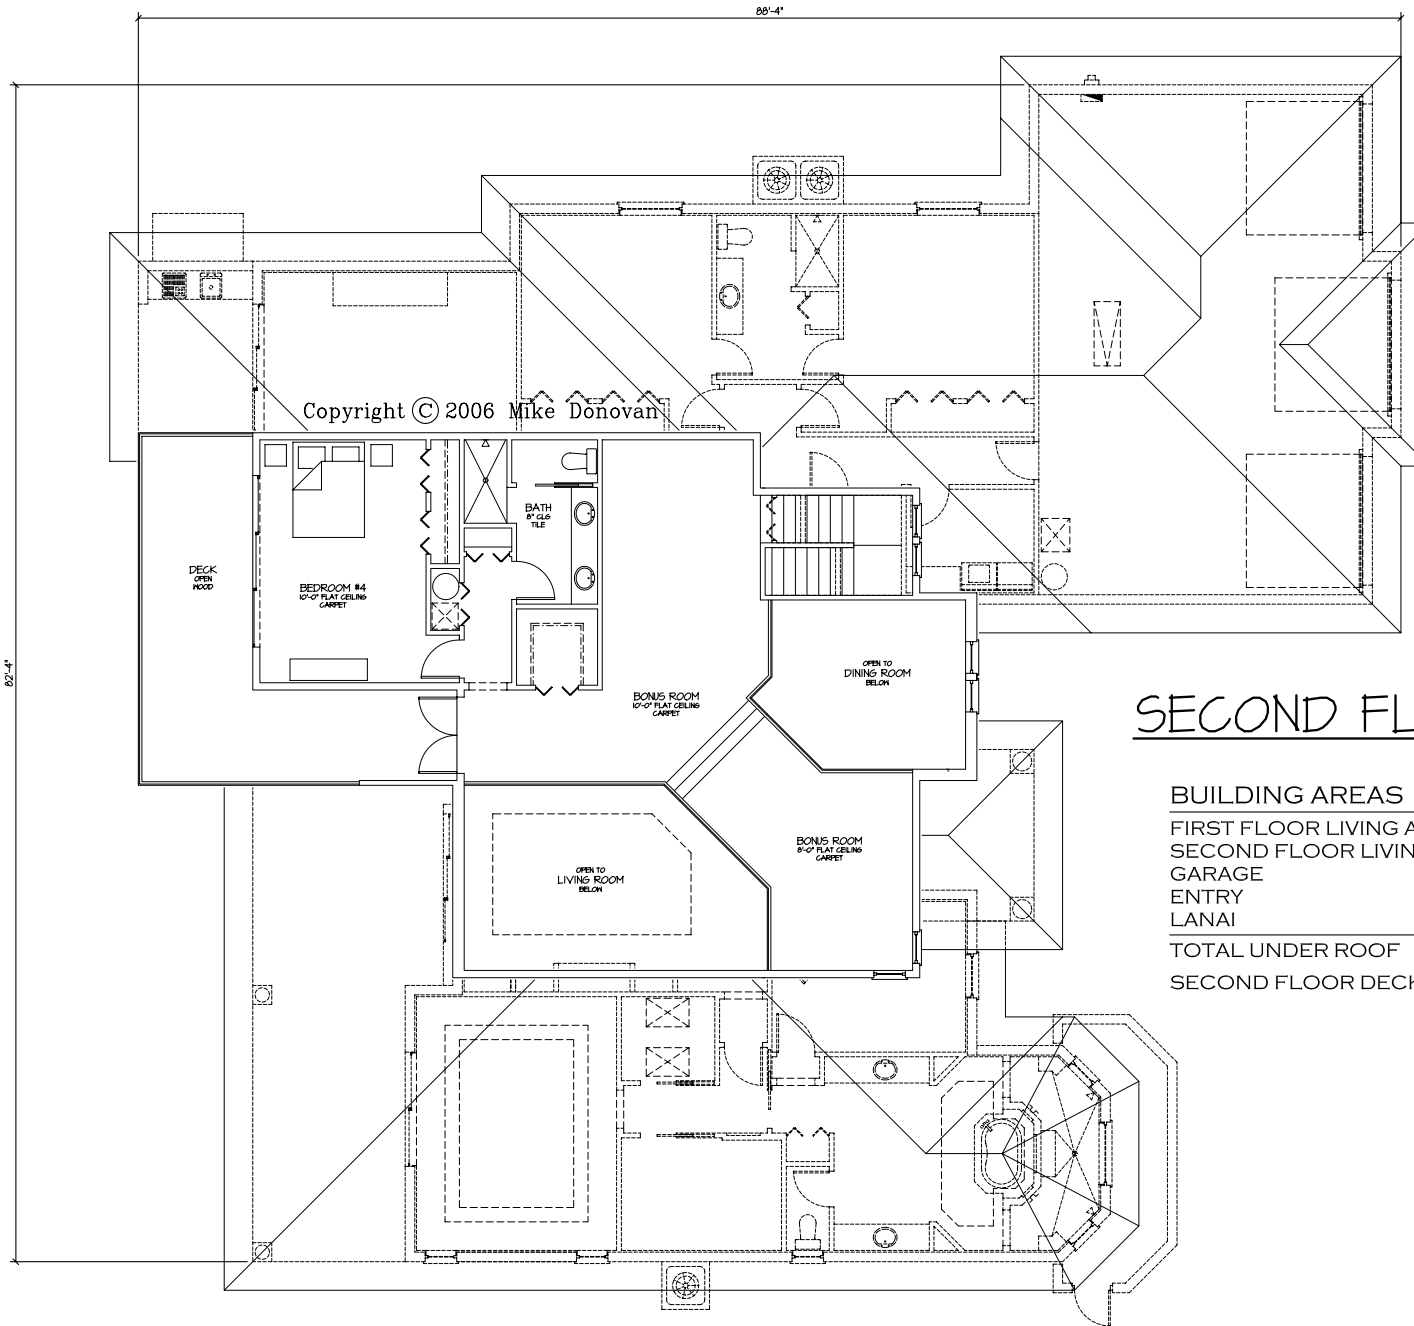 88'-4"
82'-4"
Copyright © 2006 Mike Donovan
BATH
8" CLG
TILE
DECK
OPEN
WOOD
BEDROOM #4
10'-0" FLAT CEILING
CARPET
OPEN TO
DINING ROOM
BELOW
BONUS ROOM
10'-0" FLAT CEILING
CARPET
SECOND FL
BUILDING AREAS
FIRST FLOOR LIVING A
SECOND FLOOR LIVIN
GARAGE
ENTRY
LANAI
TOTAL UNDER ROOF
SECOND FLOOR DECK
BONUS ROOM
8'-0" FLAT CEILING
CARPET
OPEN TO
LIVING ROOM
BELOW